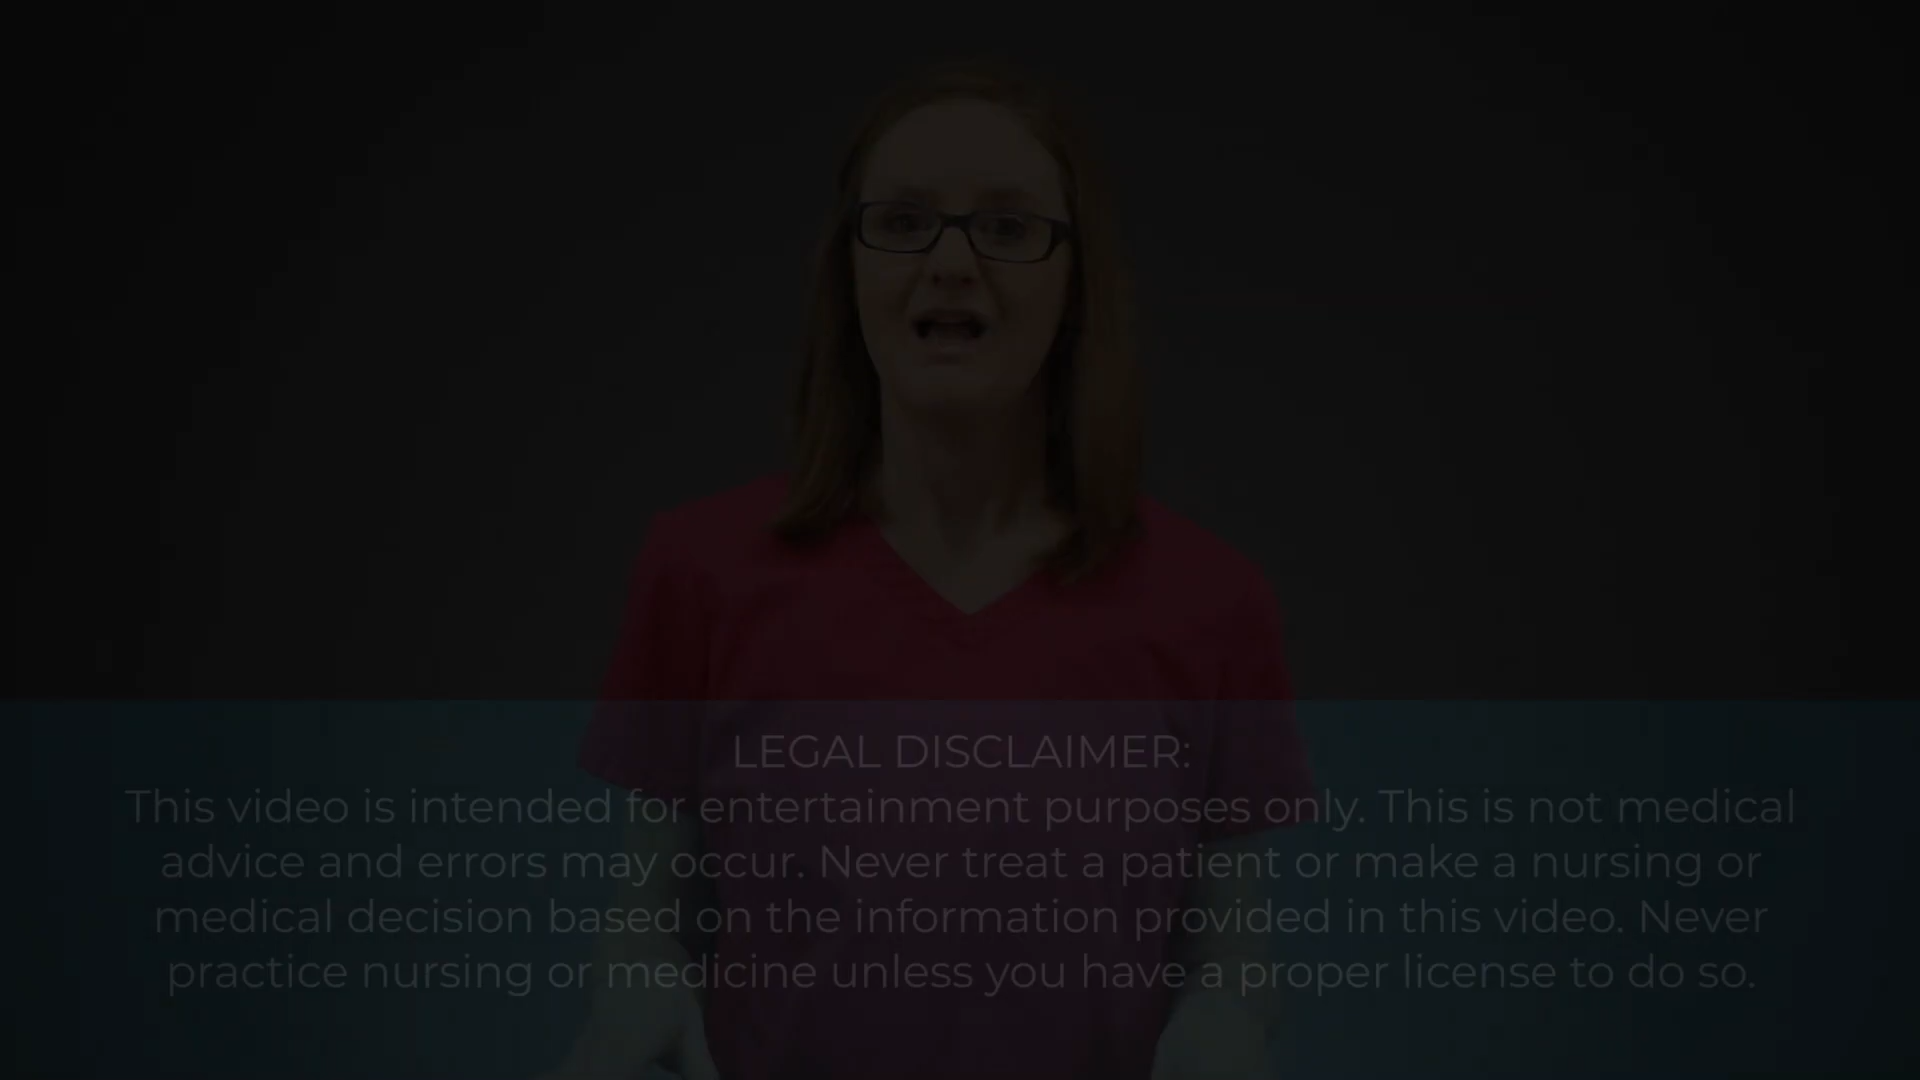 LEGAL DISCLAIMER:
This video is intended for entertainment purposes only. This is not medical
advice and errors may occur. Never treat a patient or make a nursing or
medical decision based on the information provided in this video. Never
practice nursing or medicine unless you have a proper license to do so.